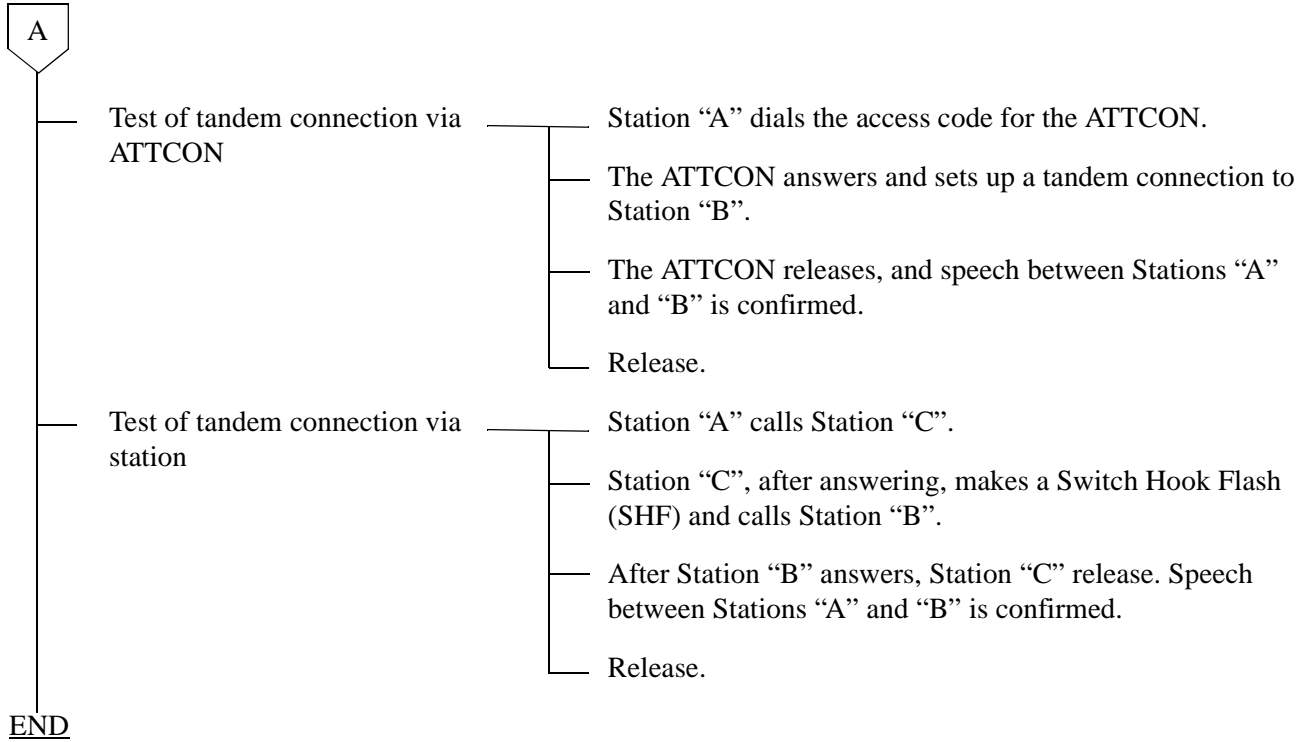 A
Test of tandem connection via
ATTCON
Station “A” dials the access code for the ATTCON.
The ATTCON answers and sets up a tandem connection to
Station “B”.
The ATTCON releases, and speech between Stations “A”
and “B” is confirmed.
Release.
Test of tandem connection via
station
Station “A” calls Station “C”.
Station “C”, after answering, makes a Switch Hook Flash
(SHF) and calls Station “B”.
After Station “B” answers, Station “C” release. Speech
between Stations “A” and “B” is confirmed.
Release.
END